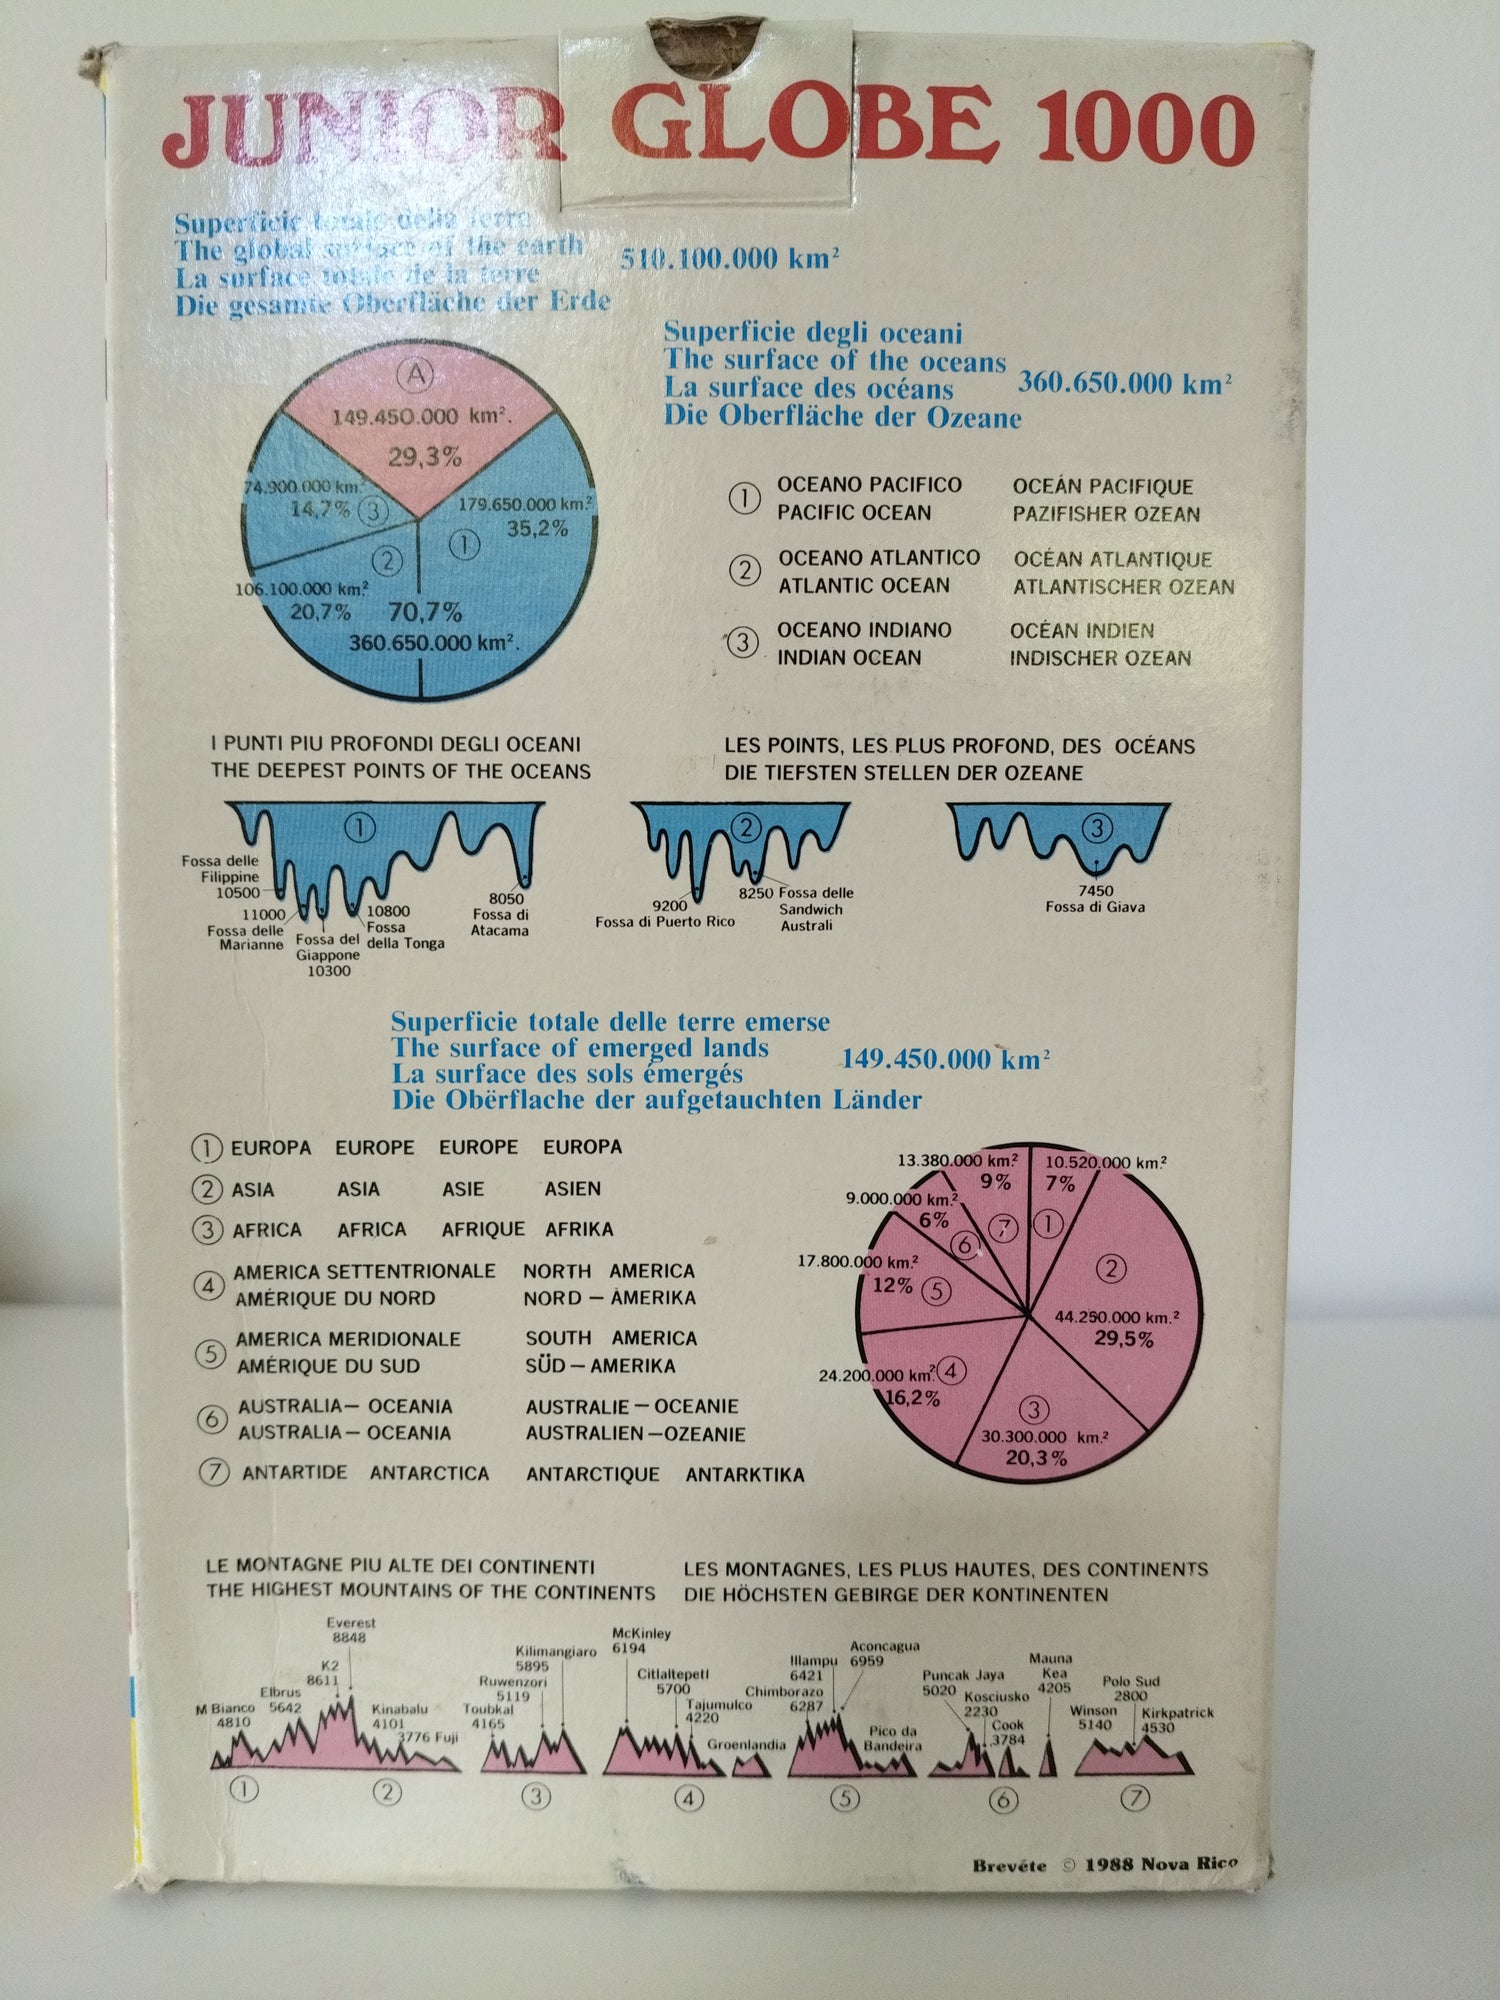 JUNIOR GLOBE 1000
Superficie totale della terra
The global surface of the earth
La surface totale de la terre
Die gesamte Oberfläche der Erde
510.100.000 km²
Superficie degli oceani
The surface of the oceans
La surface des océans
Die Oberfläche der Ozeane
360.650.000 km²
A
149.450.000 km².
29,3%
74.900.000 km.²
14,7% 3
179.650.000 km.²
35,2%
1
2
106.100.000 km.²
20,7% 70,7%
360.650.000 km².
1 OCEANO PACIFICO OCEÁN PACIFIQUE
PACIFIC OCEAN PAZIFISHER OZEAN
2 OCEANO ATLANTICO OCÉAN ATLANTIQUE
ATLANTIC OCEAN ATLANTISCHER OZEAN
3 OCEANO INDIANO OCÉAN INDIEN
INDIAN OCEAN INDISCHER OZEAN
I PUNTI PIU PROFONDI DEGLI OCEANI
THE DEEPEST POINTS OF THE OCEANS
LES POINTS, LES PLUS PROFOND, DES OCÉANS
DIE TIEFSTEN STELLEN DER OZEANE
1
Fossa delle
Filippine
10500
11000
Fossa delle
Marianne
Fossa del
Giappone
10300
10800
Fossa
della Tonga
8050
Fossa di
Atacama
2
9200
Fossa di Puerto Rico
8250 Fossa delle
Sandwich
Australi
3
7450
Fossa di Giava
Superficie totale delle terre emerse
The surface of emerged lands
La surface des sols émergés
Die Obërflache der aufgetauchten Länder
149.450.000 km²
1 EUROPA EUROPE EUROPE EUROPA
2 ASIA ASIA ASIE ASIEN
3 AFRICA AFRICA AFRIQUE AFRIKA
4 AMERICA SETTENTRIONALE NORTH AMERICA
AMÉRIQUE DU NORD NORD – AMERIKA
5 AMERICA MERIDIONALE SOUTH AMERICA
AMÉRIQUE DU SUD SÜD – AMERIKA
6 AUSTRALIA – OCEANIA AUSTRALIE – OCEANIE
AUSTRALIA – OCEANIA AUSTRALIEN – OZEANIE
7 ANTARTIDE ANTARCTICA ANTARCTIQUE ANTARKTIKA
13.380.000 km.²
9%
7
10.520.000 km.²
7%
1
9.000.000 km.²
6%
6
17.800.000 km.²
12% 5
2
44.250.000 km.²
29,5%
24.200.000 km.² 4
16,2%
3
30.300.000 km.²
20,3%
LE MONTAGNE PIU ALTE DEI CONTINENTI
THE HIGHEST MOUNTAINS OF THE CONTINENTS
LES MONTAGNES, LES PLUS HAUTES, DES CONTINENTS
DIE HÖCHSTEN GEBIRGE DER KONTINENTEN
M Bianco
4810
Elbrus
5642
K2
8611
Everest
8848
Kinabalu
4101
3776 Fuji
Toubkal
4165
Ruwenzori
5119
Kilimangiaro
5895
McKinley
6194
Citlaltepetl
5700
Tajumulco
4220
Groenlandia
Chimborazo
6287
Illampu
6421
Aconcagua
6959
Pico da
Bandeira
Puncak Jaya
5020
Kosciusko
2230
Cook
3784
Mauna
Kea
4205
Winson
5140
Polo Sud
2800
Kirkpatrick
4530
1 2 3 4 5 6 7
Brevéte © 1988 Nova Rico